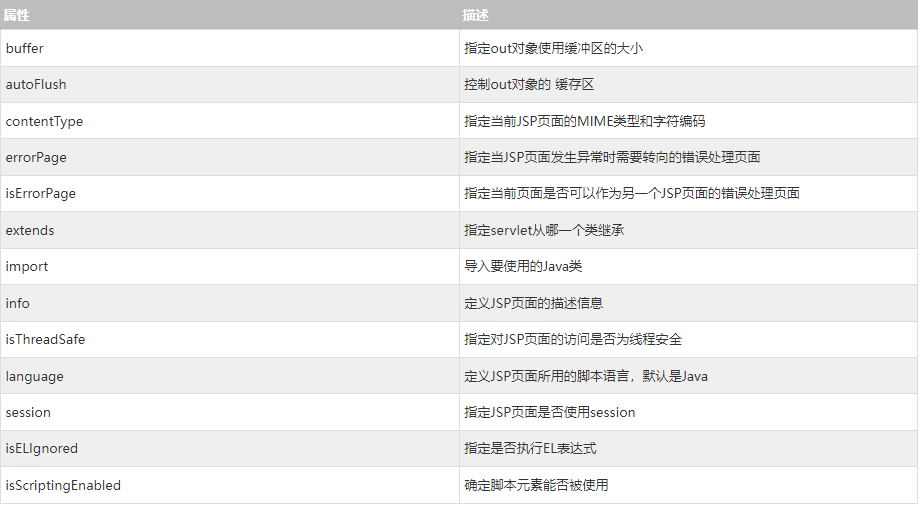 属性 描述
buffer 指定out对象使用缓冲区的大小
autoFlush 控制out对象的 缓存区
contentType 指定当前JSP页面的MIME类型和字符编码
errorPage 指定当JSP页面发生异常时需要转向的错误处理页面
isErrorPage 指定当前页面是否可以作为另一个JSP页面的错误处理页面
extends 指定servlet从哪一个类继承
import 导入要使用的Java类
info 定义JSP页面的描述信息
isThreadSafe 指定对JSP页面的访问是否为线程安全
language 定义JSP页面所用的脚本语言，默认是Java
session 指定JSP页面是否使用session
isELIgnored 指定是否执行EL表达式
isScriptingEnabled 确定脚本元素能否被使用